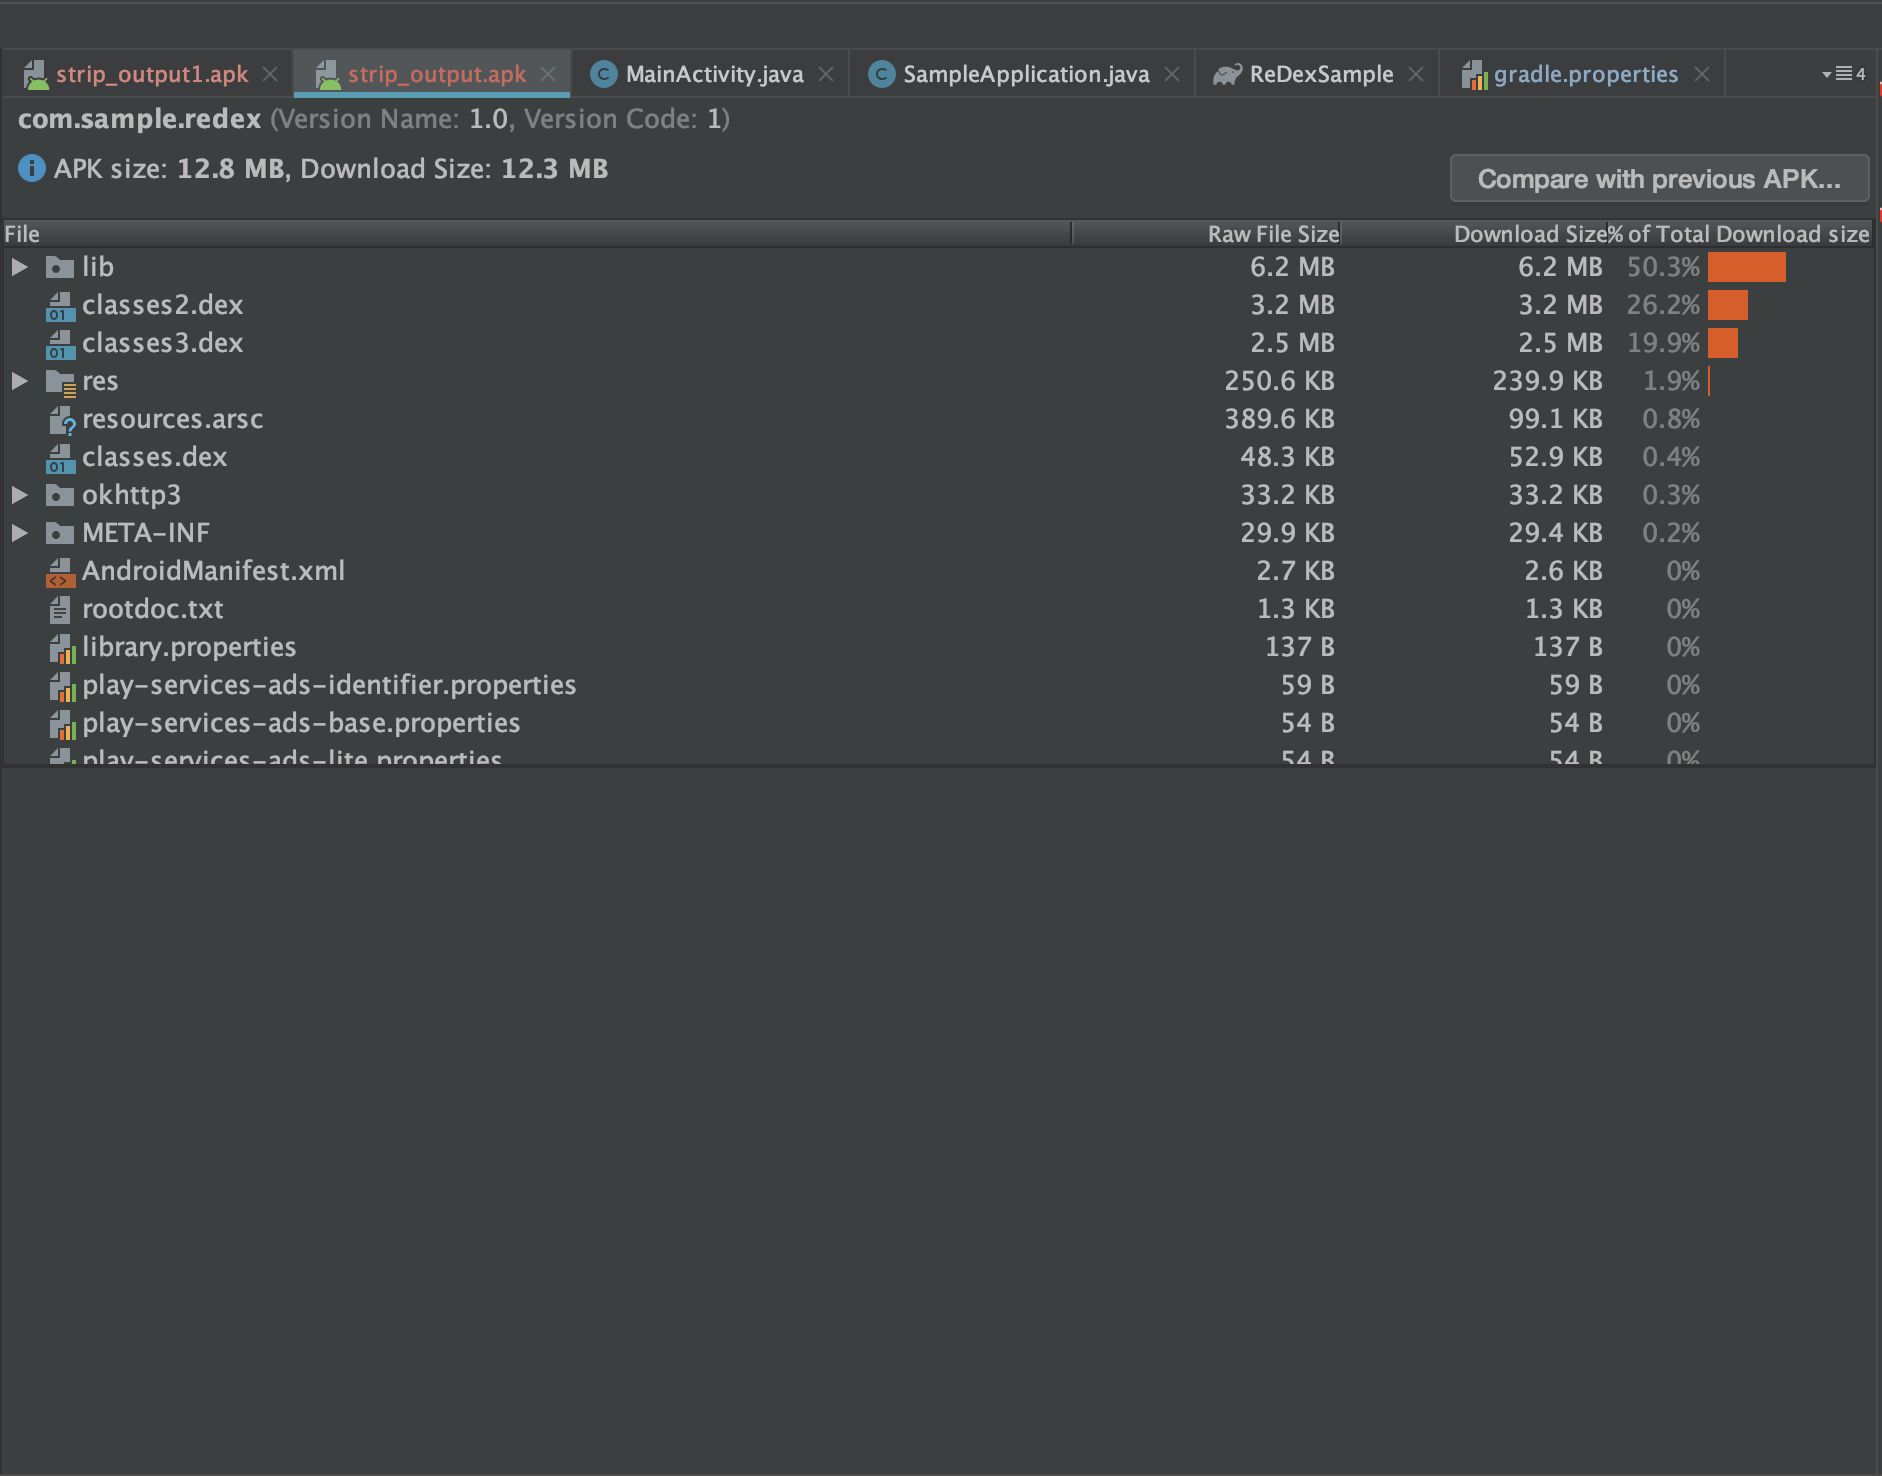 strip_output1.apk strip_output.apk MainActivity.java SampleApplication.java ReDexSample gradle.properties 4
com.sample.redex (Version Name: 1.0, Version Code: 1)
APK size: 12.8 MB, Download Size: 12.3 MB
Compare with previous APK...
File Raw File Size Download Size % of Total Download size
lib 6.2 MB 6.2 MB 50.3%
classes2.dex 3.2 MB 3.2 MB 26.2%
classes3.dex 2.5 MB 2.5 MB 19.9%
res 250.6 KB 239.9 KB 1.9%
resources.arsc 389.6 KB 99.1 KB 0.8%
classes.dex 48.3 KB 52.9 KB 0.4%
okhttp3 33.2 KB 33.2 KB 0.3%
META-INF 29.9 KB 29.4 KB 0.2%
AndroidManifest.xml 2.7 KB 2.6 KB 0%
rootdoc.txt 1.3 KB 1.3 KB 0%
library.properties 137 B 137 B 0%
play-services-ads-identifier.properties 59 B 59 B 0%
play-services-ads-base.properties 54 B 54 B 0%
play-services-ads-lite.properties 54 B 54 B 0%